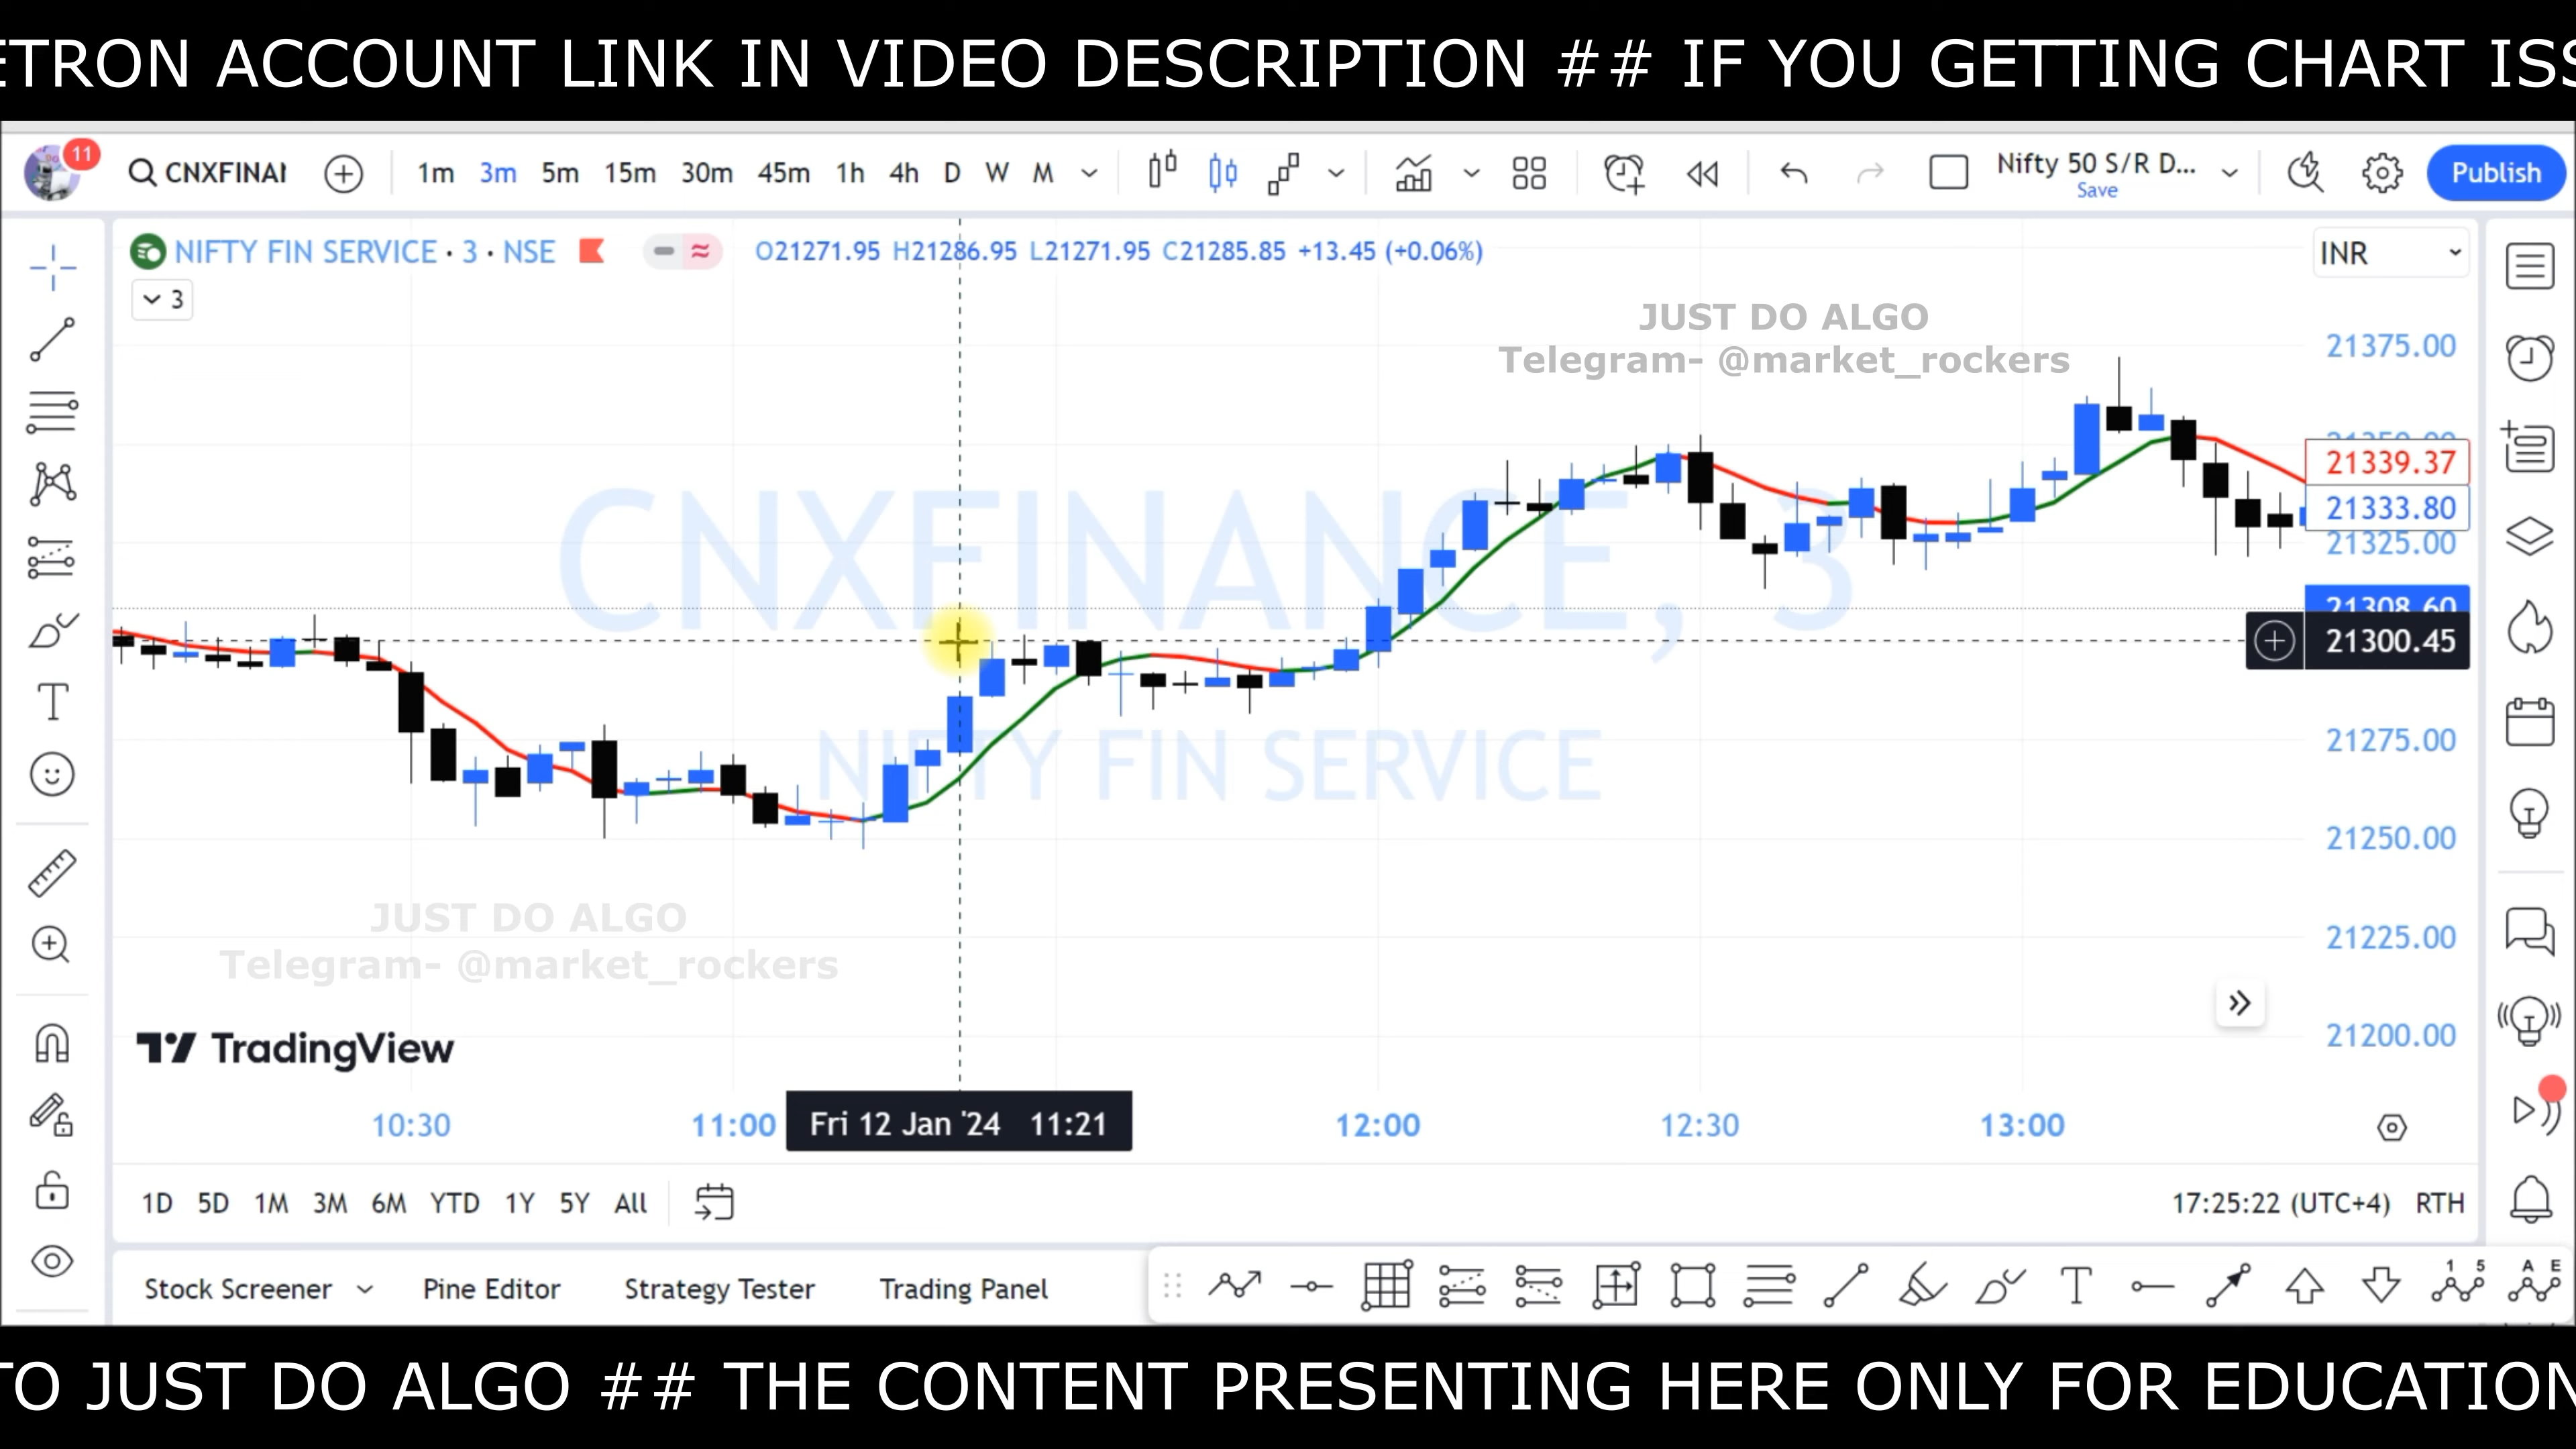 ETRON ACCOUNT LINK IN VIDEO DESCRIPTION ## IF YOU GETTING CHART ISS
11
CNXFINAN
1m 3m 5m 15m 30m 45m 1h 4h D W M
Nifty 50 S/R D...
Save
Publish
NIFTY FIN SERVICE · 3 · NSE
O21271.95 H21286.95 L21271.95 C21285.85 +13.45 (+0.06%)
INR
3
JUST DO ALGO
Telegram- @market_rockers
CNXFINANCE, 3
NIFTY FIN SERVICE
21375.00
21339.37
21333.80
21325.00
21308.60
21300.45
21275.00
21250.00
21225.00
21200.00
JUST DO ALGO
Telegram- @market_rockers
TradingView
10:30 11:00 Fri 12 Jan '24 11:21 12:00 12:30 13:00
1D 5D 1M 3M 6M YTD 1Y 5Y All
17:25:22 (UTC+4) RTH
Stock Screener Pine Editor Strategy Tester Trading Panel
T
1 5
A E
TO JUST DO ALGO ## THE CONTENT PRESENTING HERE ONLY FOR EDUCATION